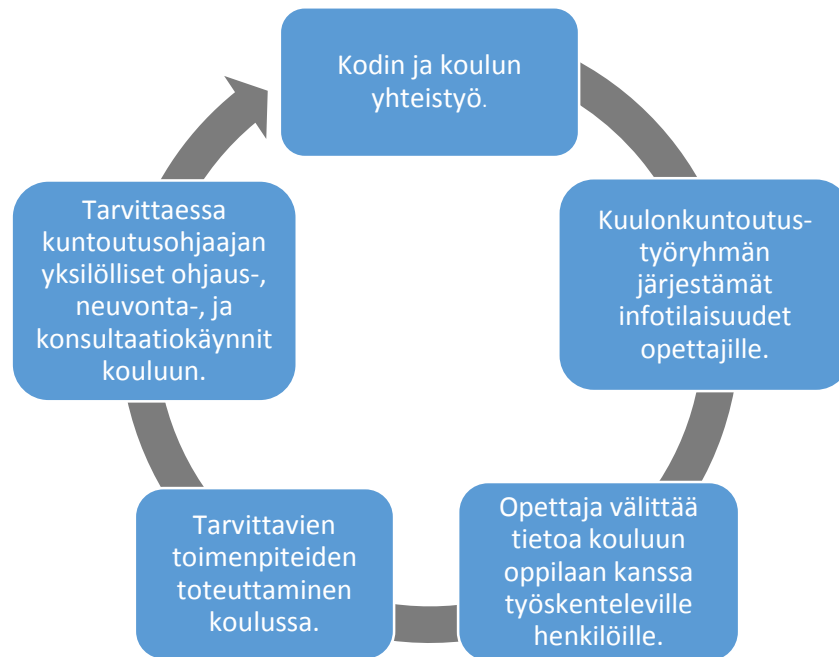 Kodin ja koulun
yhteistyö.
Kuulonkuntoutus-
työryhmän
järjestämät
infotilaisuudet
opettajille.
Opettaja välittää
tietoa kouluun
oppilaan kanssa
työskenteleville
henkilöille.
Tarvittavien
toimenpiteiden
toteuttaminen
koulussa.
Tarvittaessa
kuntoutusohjaajan
yksilölliset ohjaus-,
neuvonta-, ja
konsultaatiokäynnit
kouluun.